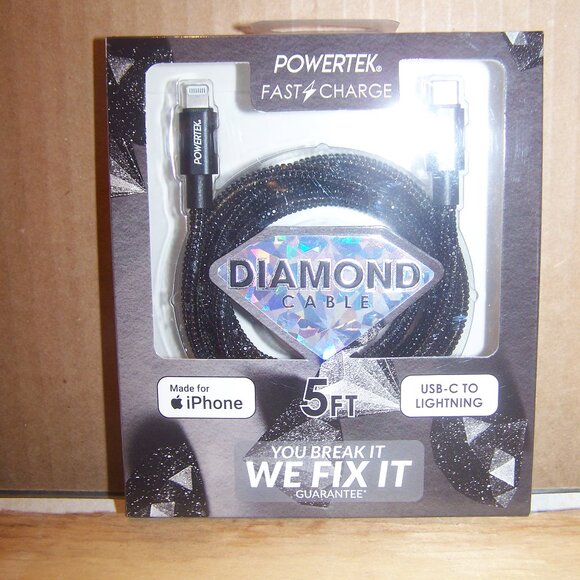 POWERTEK®
FAST CHARGE
POWERTEK
DIAMOND
CABLE
Made for
iPhone
5FT
USB-C TO
LIGHTNING
YOU BREAK IT
WE FIX IT
GUARANTEE*